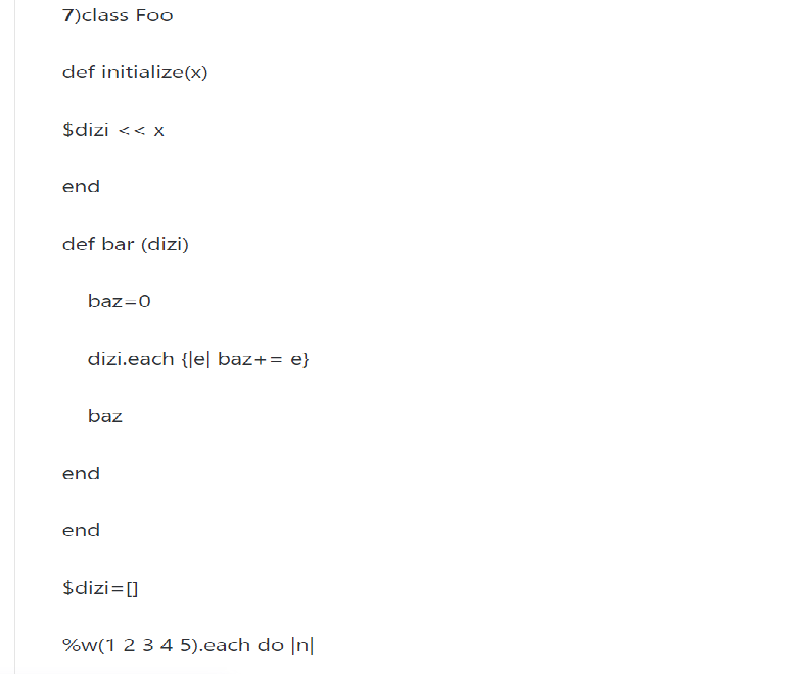 7)class Foo
def initialize(x)
$dizi << x
end
def bar (dizi)
baz=0
dizi.each {|e| baz+= e}
baz
end
end
$dizi=[]
%w(1 2 3 4 5).each do |n|